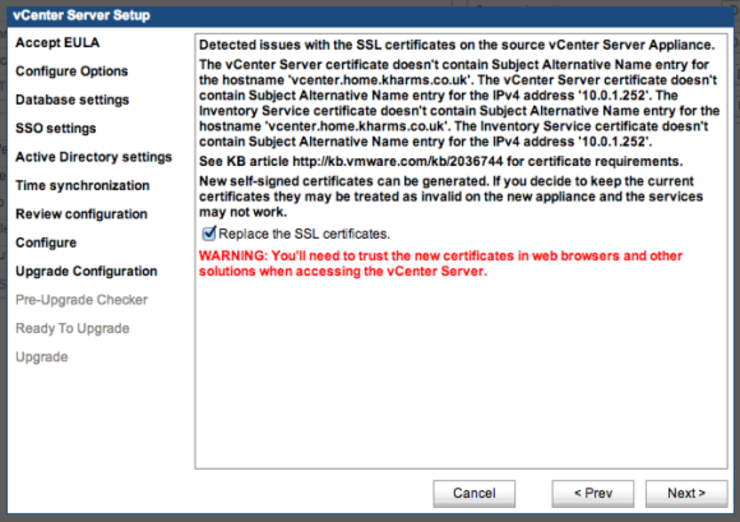 vCenter Server Setup
Accept EULA
Configure Options
Database settings
SSO settings
Active Directory settings
Time synchronization
Review configuration
Configure
Upgrade Configuration
Pre-Upgrade Checker
Ready To Upgrade
Upgrade
Detected issues with the SSL certificates on the source vCenter Server Appliance.
The vCenter Server certificate doesn't contain Subject Alternative Name entry for
the hostname 'vcenter.home.kharms.co.uk'. The vCenter Server certificate doesn't
contain Subject Alternative Name entry for the IPv4 address '10.0.1.252'. The
Inventory Service certificate doesn't contain Subject Alternative Name entry for the
hostname 'vcenter.home.kharms.co.uk'. The Inventory Service certificate doesn't
contain Subject Alternative Name entry for the IPv4 address '10.0.1.252'.
See KB article http://kb.vmware.com/kb/2036744 for certificate requirements.
New self-signed certificates can be generated. If you decide to keep the current
certificates they may be treated as invalid on the new appliance and the services
may not work.
Replace the SSL certificates.
WARNING: You'll need to trust the new certificates in web browsers and other
solutions when accessing the vCenter Server.
Cancel
< Prev
Next >